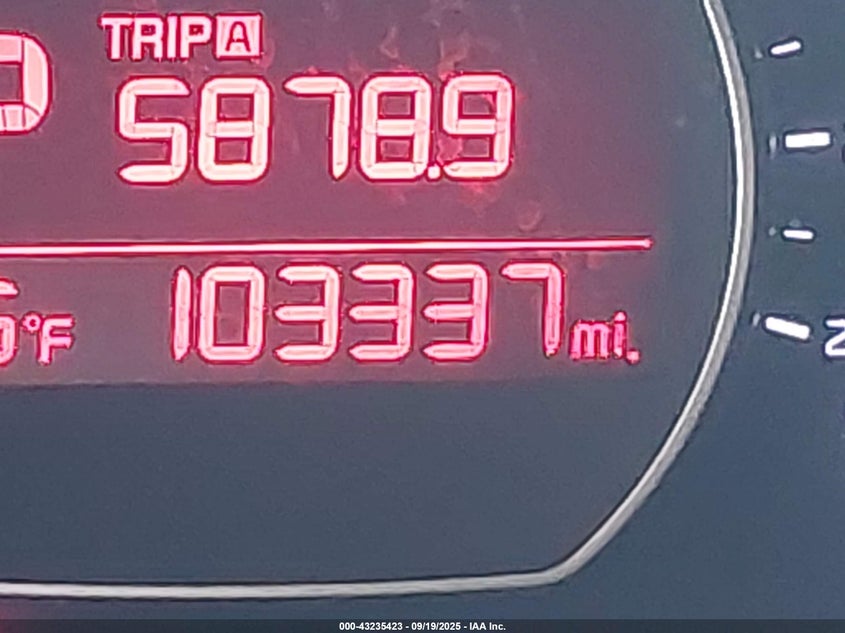 TRIP A
5878.9
103337 mi.
°F
000-43235423 - 09/19/2025 - IAA Inc.